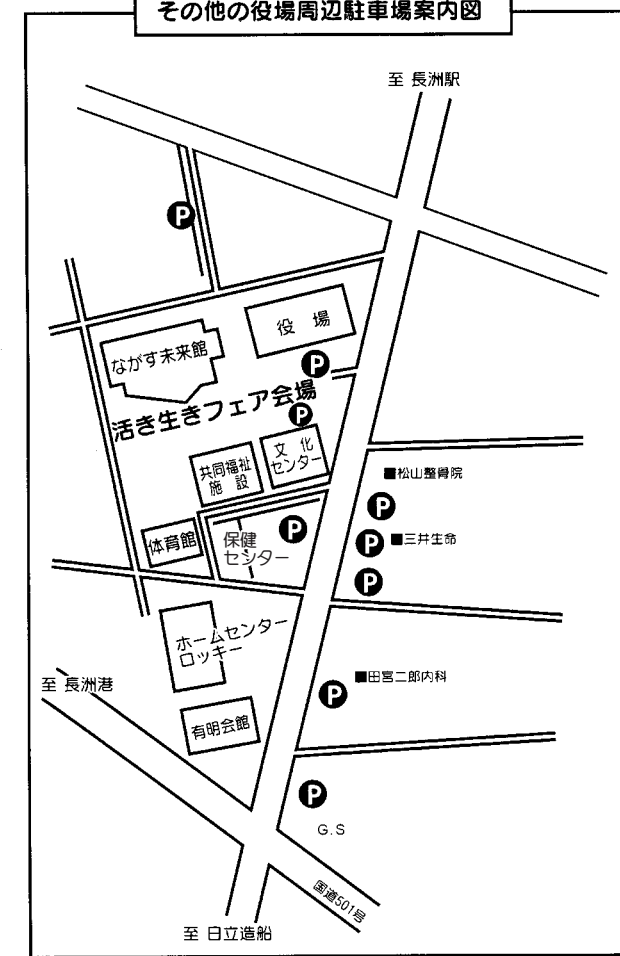 その他の役場周辺駐車場案内図
至 長洲駅
P
役 場
ながす未来館
P
活き生きフェア会場
P
文 化
センター
共同福祉
施 設
■松山整骨院
P
P
保健
センター
体育館
P
■三井生命
P
ホームセンター
ロッキー
至 長洲港
■田宮二郎内科
P
有明会館
P
G.S
国道501号
至 日立造船